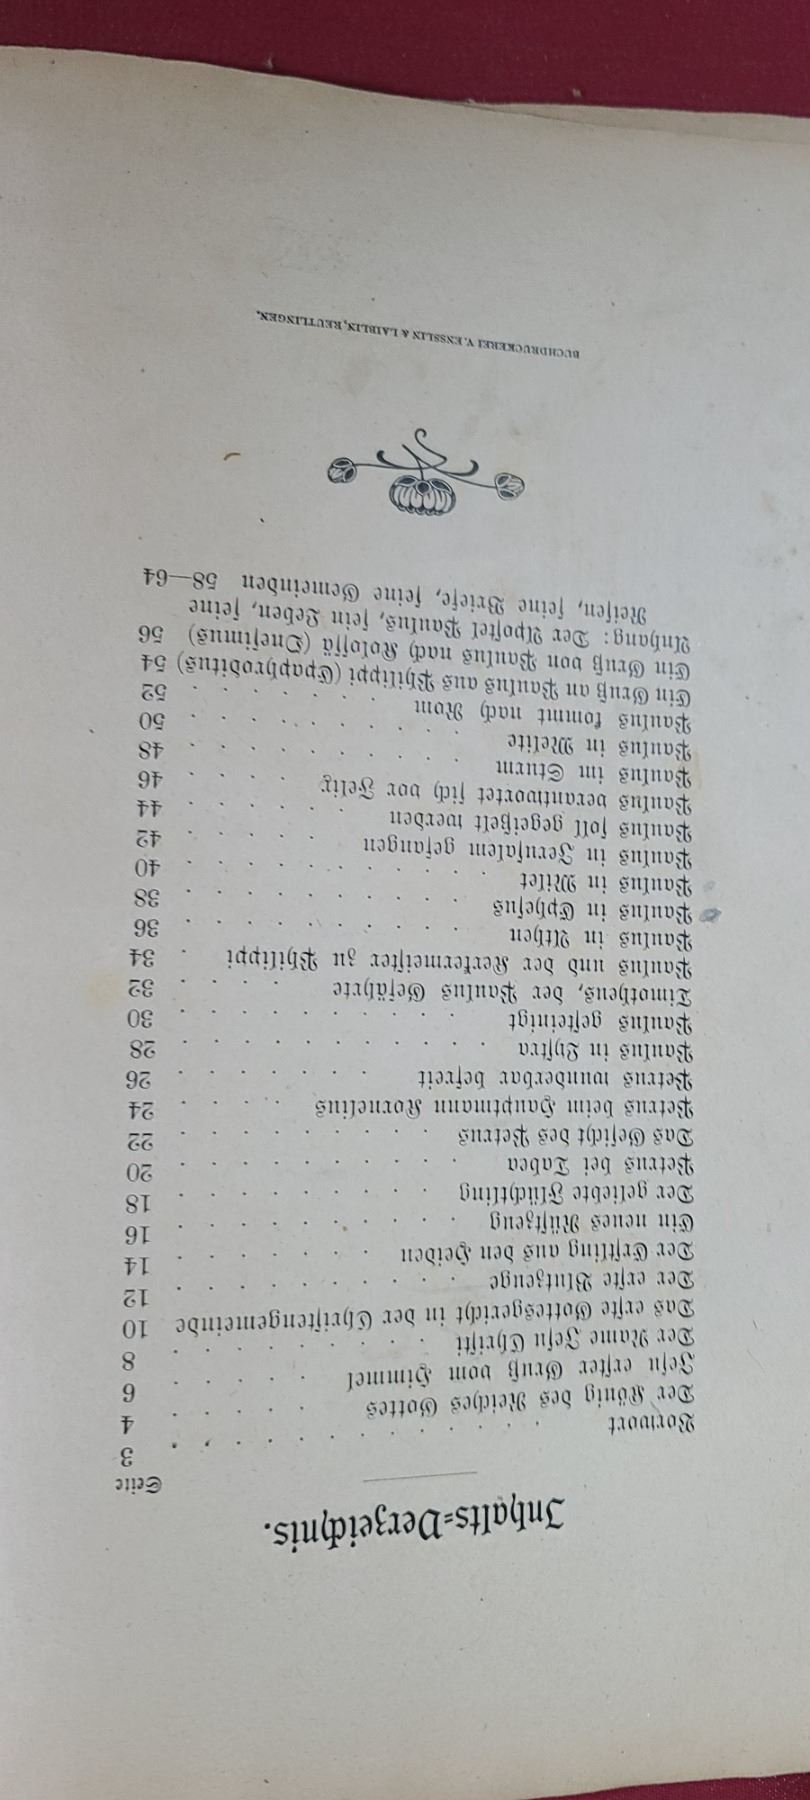 Inhalts-Verzeichnis.
Seite
Vorwort . . . . . . . . . . . . 3
Der König des Reiches Gottes . . . . . 4
Jesu erster Gruß vom Himmel . . . . . 6
Der Name Jesu Christi . . . . . . . . 8
Das erste Gottesgericht in der Christengemeinde 10
Der erste Blutzeuge . . . . . . . . . 12
Der Erstling aus den Heiden . . . . . . 14
Ein neues Rüstzeug . . . . . . . . . 16
Der geliebte Flüchtling . . . . . . . . 18
Petrus bei Tabea . . . . . . . . . . 20
Das Gesicht des Petrus . . . . . . . . 22
Petrus beim Hauptmann Kornelius . . . . 24
Petrus wunderbar befreit . . . . . . . 26
Paulus in Lystra . . . . . . . . . . 28
Paulus gesteinigt . . . . . . . . . . 30
Timotheus, der Paulus Gefährte . . . . . 32
Paulus und der Kerkermeister zu Philippi . 34
Paulus in Athen . . . . . . . . . . 36
Paulus in Ephesus . . . . . . . . . . 38
Paulus in Milet . . . . . . . . . . 40
Paulus in Jerusalem gefangen . . . . . . 42
Paulus soll gegeißelt werden . . . . . . 44
Paulus verantwortet sich vor Felix . . . . 46
Paulus im Sturm . . . . . . . . . . 48
Paulus in Melite . . . . . . . . . . 50
Paulus kommt nach Rom . . . . . . . 52
Ein Gruß an Paulus aus Philippi (Epaphroditus) 54
Ein Gruß von Paulus nach Kolossä (Onesimus) 56
Anhang: Der Apostel Paulus, sein Leben, seine
Reisen, seine Briefe, seine Gemeinden 58—64
BUCHDRUCKEREI V. ENSSLIN & LAIBLIN, REUTLINGEN.